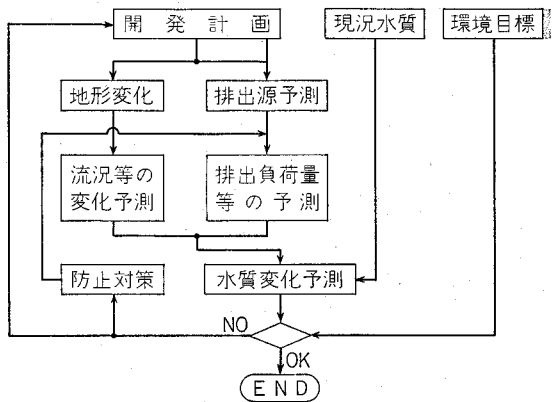 開発計画
現況水質
環境目標
地形変化
排出源予測
流況等の
変化予測
排出負荷量
等の予測
防止対策
水質変化予測
NO
OK
END